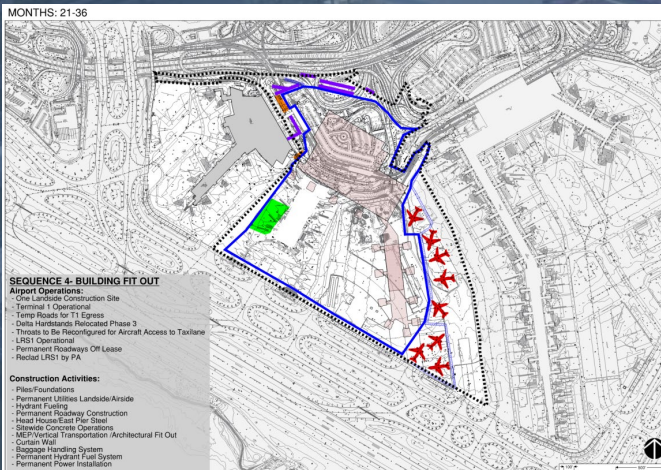 MONTHS: 21-36
SEQUENCE 4- BUILDING FIT OUT
Airport Operations:
- One Landside Construction Site
- Terminal 1 Operational
- Temp Roads for T1 Egress
- Delta Hardstands Relocated Phase 3
- Threats to Be Reconfigured for Aircraft Access to Taxilane
- LRS1 Operational
- Permanent Roadways Off Lease
- Reclad LRS1 by PA
Construction Activities:
- Piles/Foundations
- Permanent Utilities Landside/Airside
- Hydrant Fueling
- Permanent Roadway Construction
- Head House/East Pier Steel
- Sitewide Concrete Operations
- MEP/Vertical Transportation /Architectural Fit Out
- Curtain Wall
- Baggage Handling System
- Permanent Hydrant Fuel System
- Permanent Power Installation